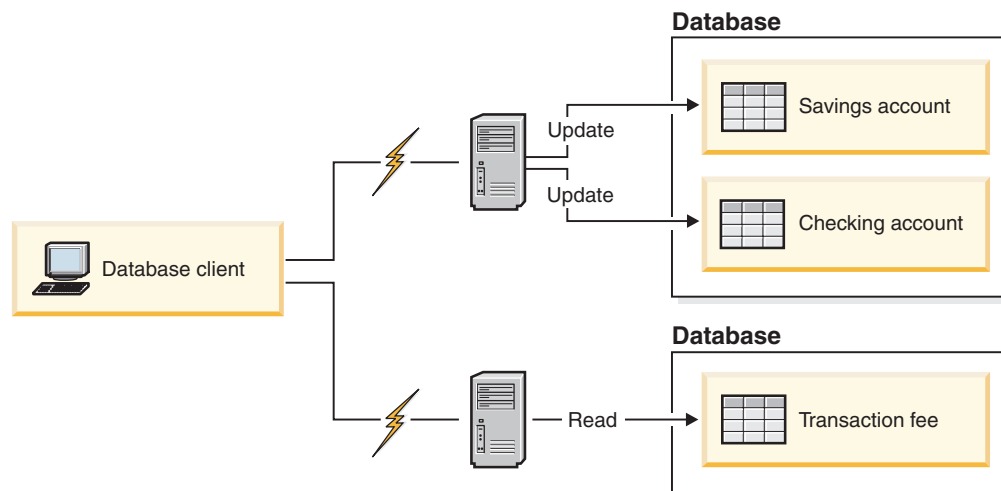 Database
Savings account
Update
Update
Checking account
Database client
Database
Read
Transaction fee